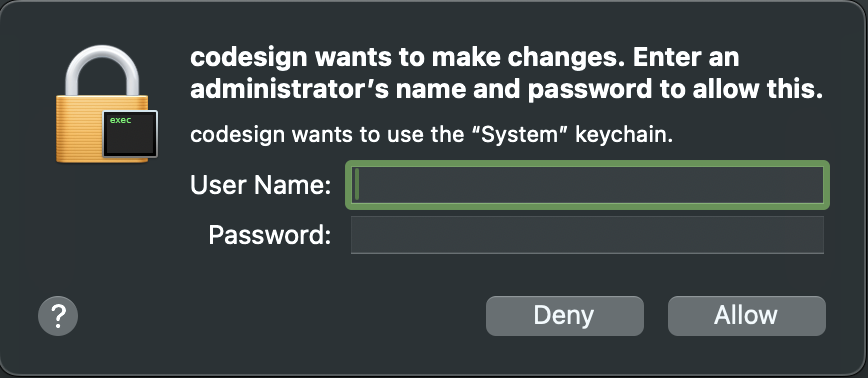 codesign wants to make changes. Enter an
administrator’s name and password to allow this.
exec
codesign wants to use the “System” keychain.
User Name:
Password:
?
Deny
Allow